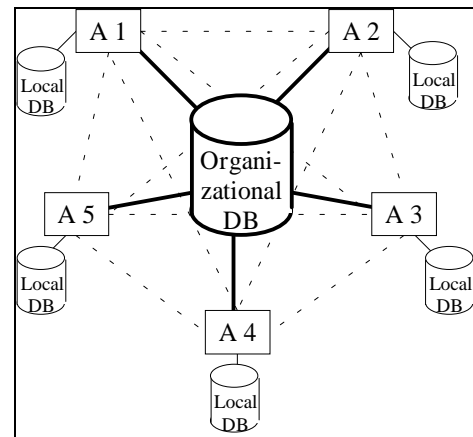 A 1
A 2
Local
DB
Local
DB
Organi-
zational
DB
A 5
A 3
Local
DB
Local
DB
A 4
Local
DB